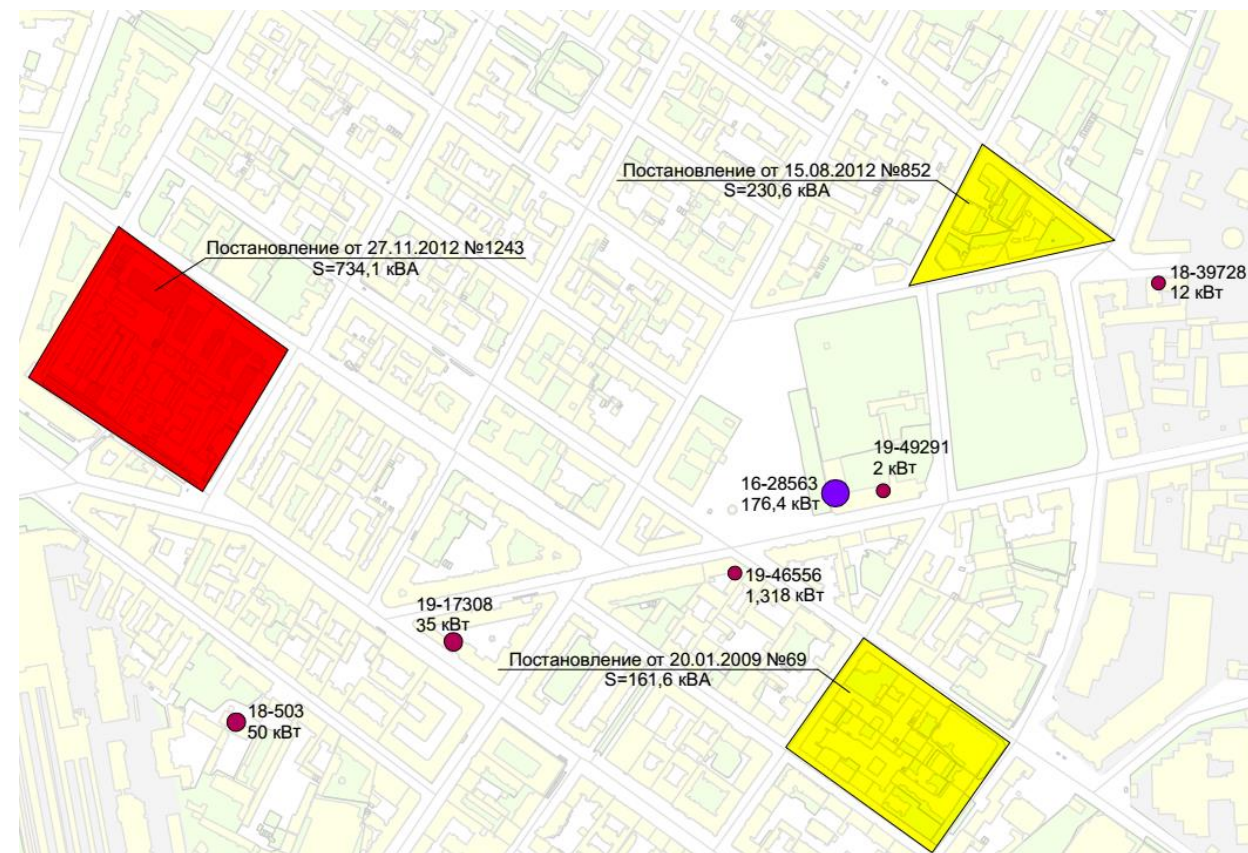 Постановление от 15.08.2012 №852
S=230,6 кВА
Постановление от 27.11.2012 №1243
S=734,1 кВА
18-39728
12 кВт
19-49291
2 кВт
16-28563
176,4 кВт
19-46556
1,318 кВт
19-17308
35 кВт
Постановление от 20.01.2009 №69
S=161,6 кВА
18-503
50 кВт